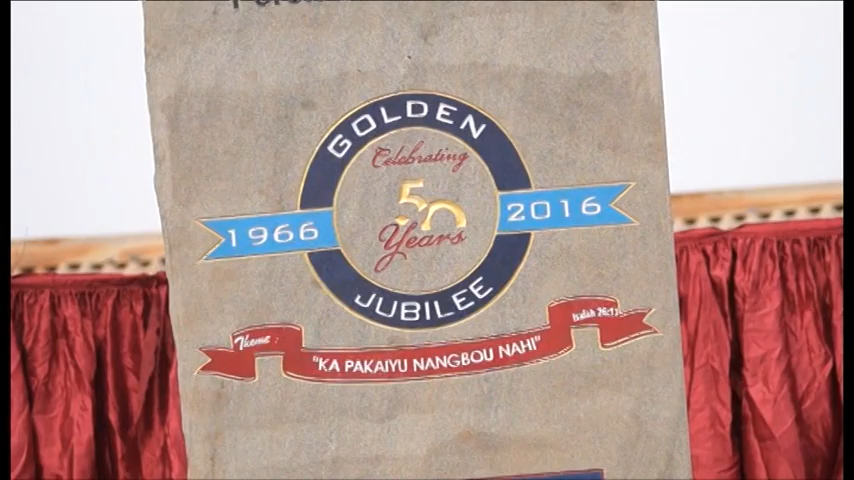 GOLDEN
Celebrating
50
1966
2016
Years
JUBILEE
Theme :
"KA PAKAIYU NANGBOU NAHI"